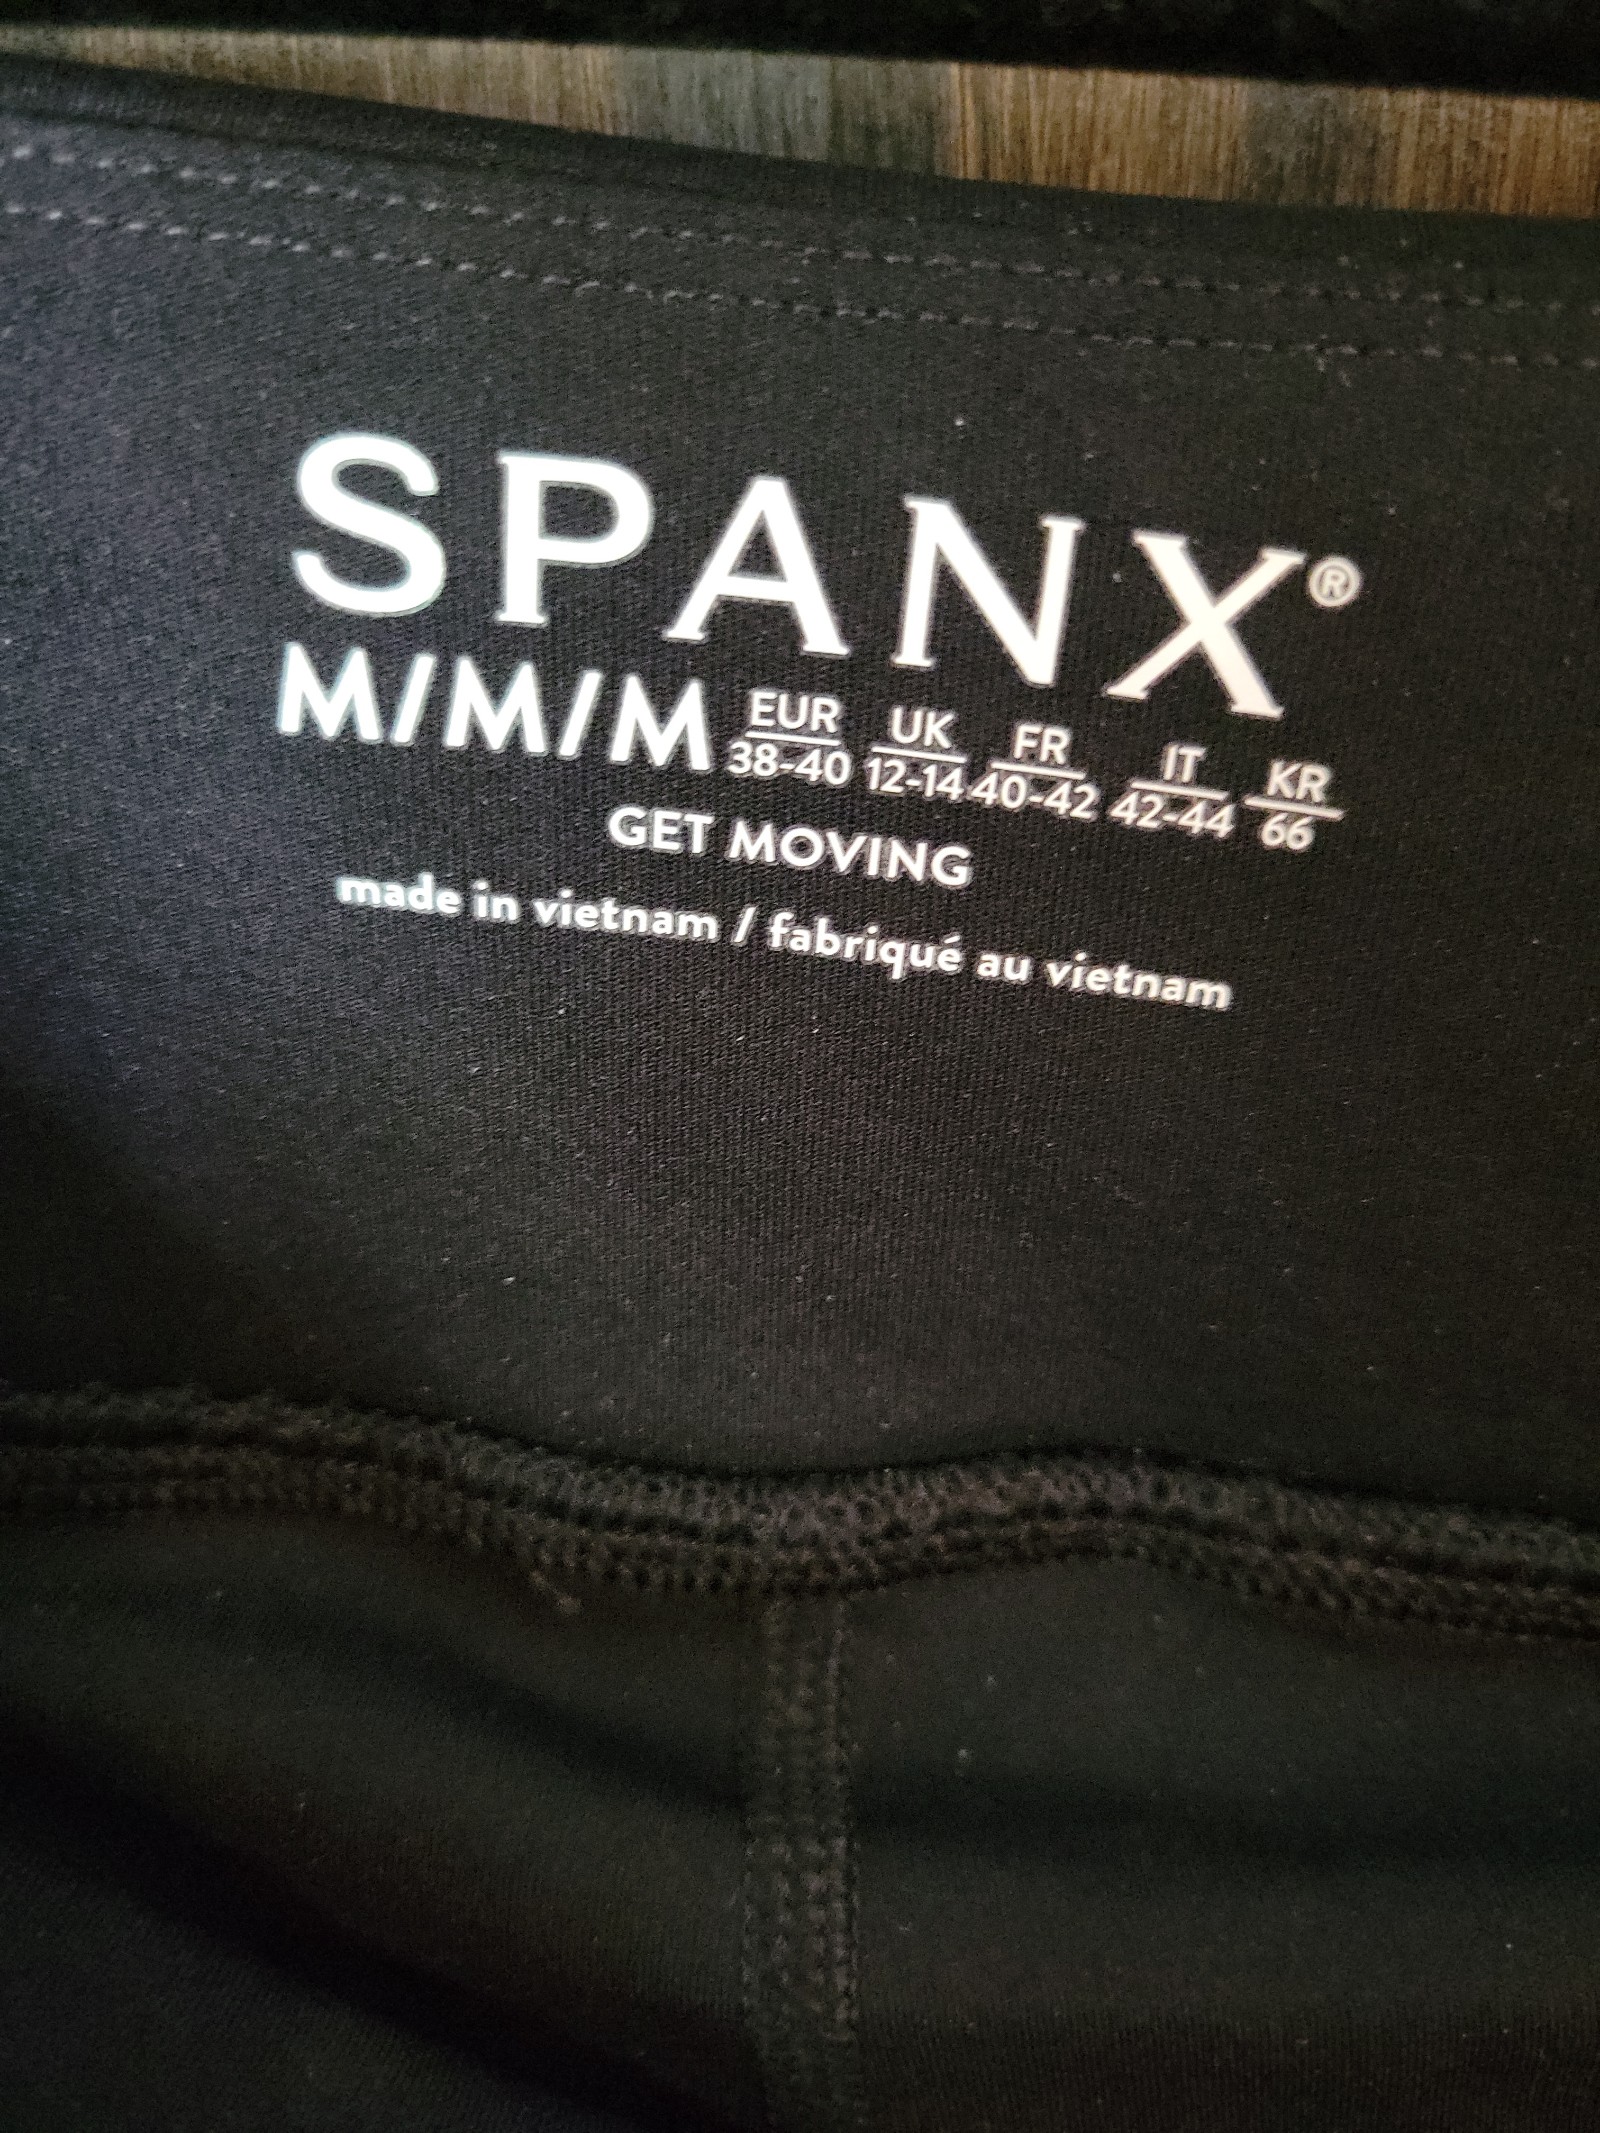 SPANX®
M/M/M EUR 38-40 UK 12-14 FR 40-42 IT 42-44 KR 66
GET MOVING
made in vietnam / fabriqué au vietnam